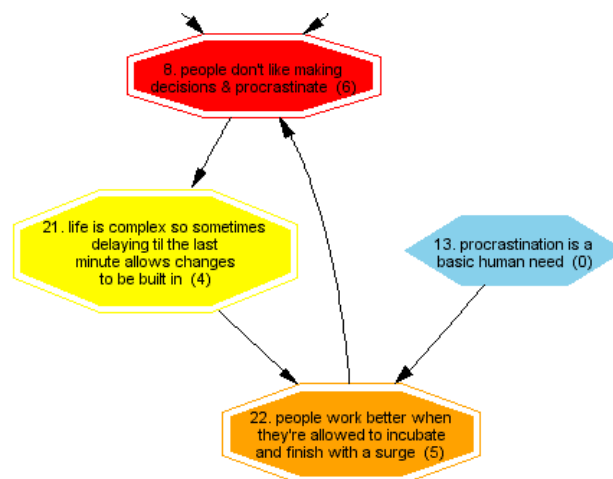 8. people don't like making
decisions & procrastinate (6)
21. life is complex so sometimes
delaying til the last
minute allows changes
to be built in (4)
13. procrastination is a
basic human need (0)
22. people work better when
they're allowed to incubate
and finish with a surge (5)